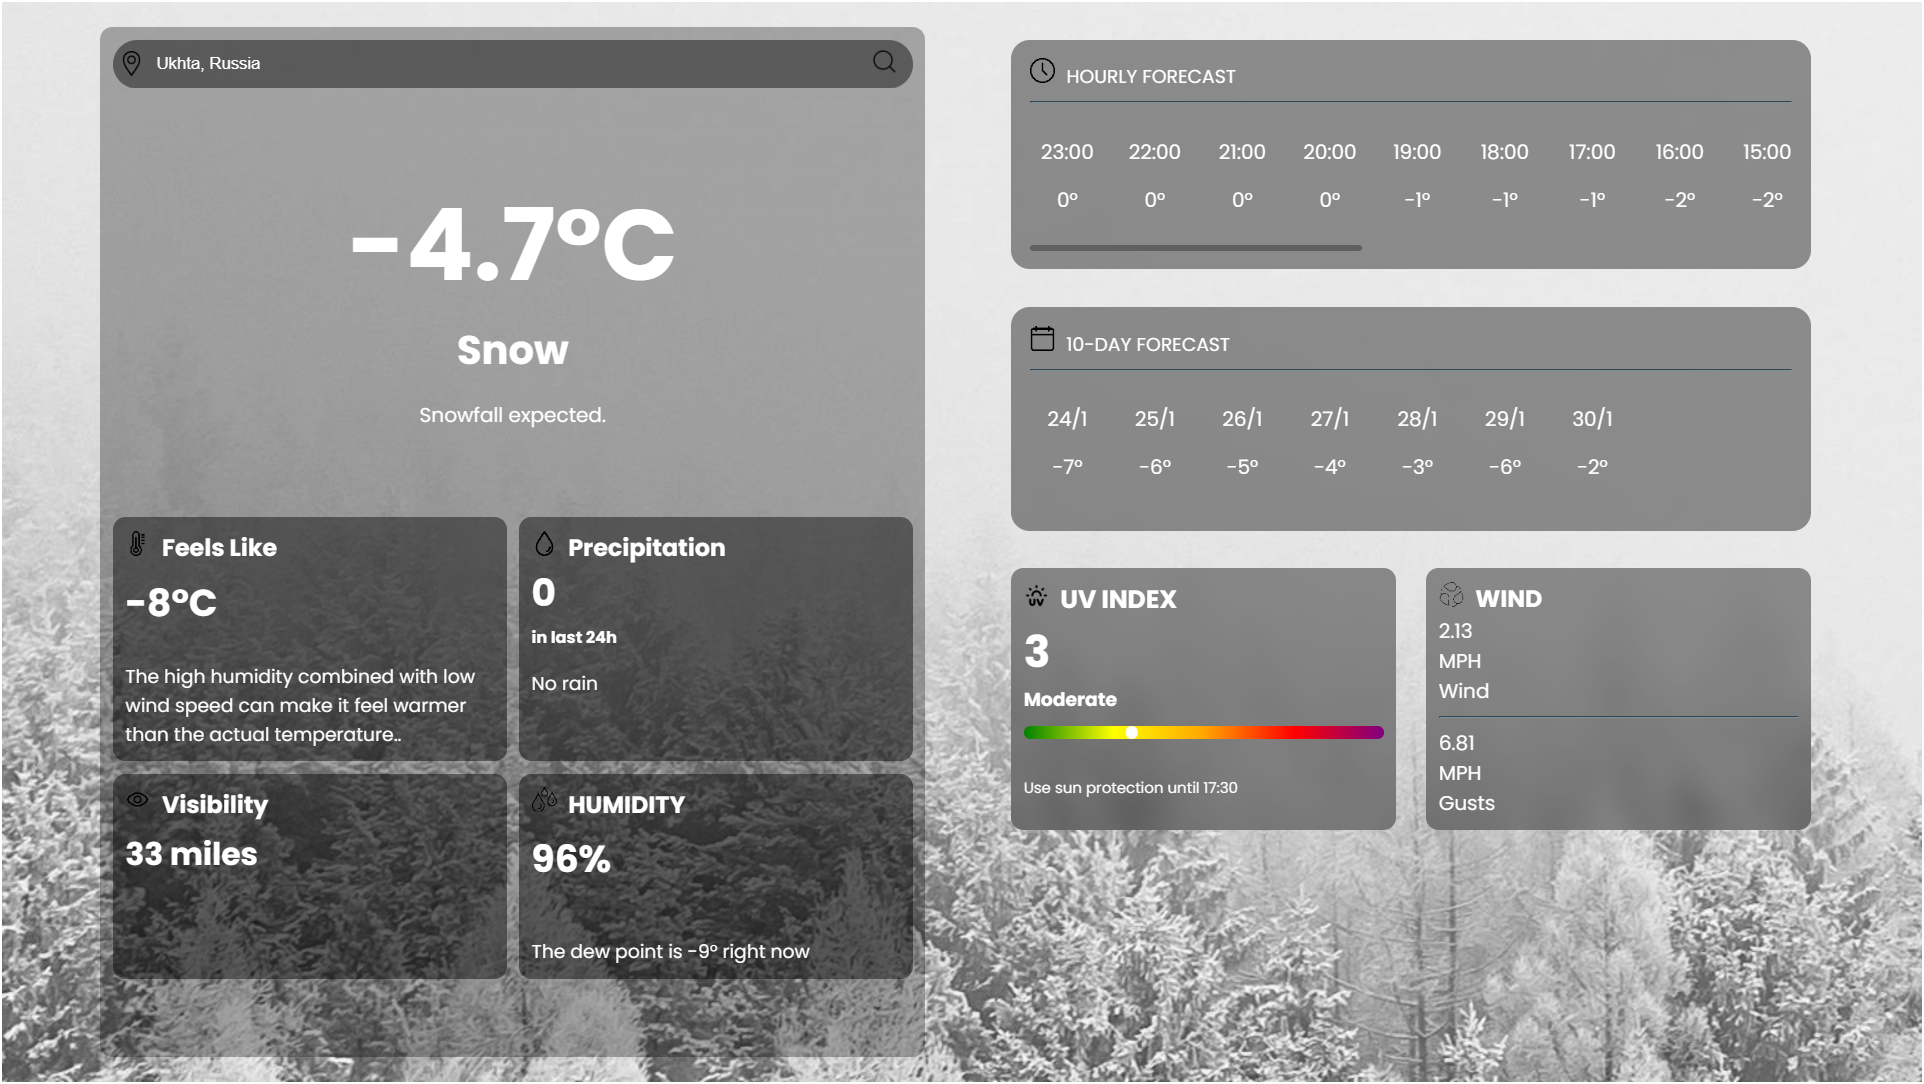 Ukhta, Russia
-4.7°C
Snow
Snowfall expected.
Feels Like
-8°C
The high humidity combined with low
wind speed can make it feel warmer
than the actual temperature..
Precipitation
0
in last 24h
No rain
Visibility
33 miles
HUMIDITY
96%
The dew point is -9° right now
HOURLY FORECAST
23:00 22:00 21:00 20:00 19:00 18:00 17:00 16:00 15:00
0° 0° 0° 0° -1° -1° -1° -2° -2°
10-DAY FORECAST
24/1 25/1 26/1 27/1 28/1 29/1 30/1
-7° -6° -5° -4° -3° -6° -2°
UV INDEX
3
Moderate
Use sun protection until 17:30
WIND
2.13
MPH
Wind
6.81
MPH
Gusts